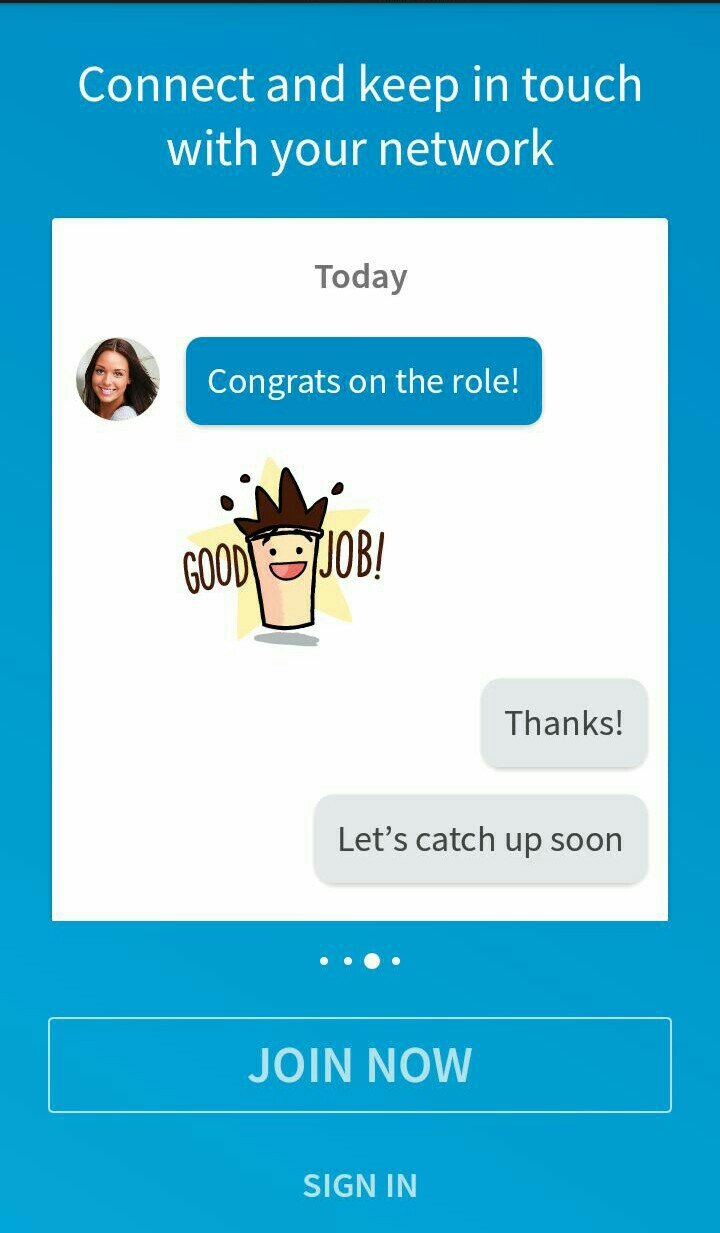 Connect and keep in touch
with your network
Today
Congrats on the role!
GOOD JOB!
Thanks!
Let’s catch up soon
JOIN NOW
SIGN IN